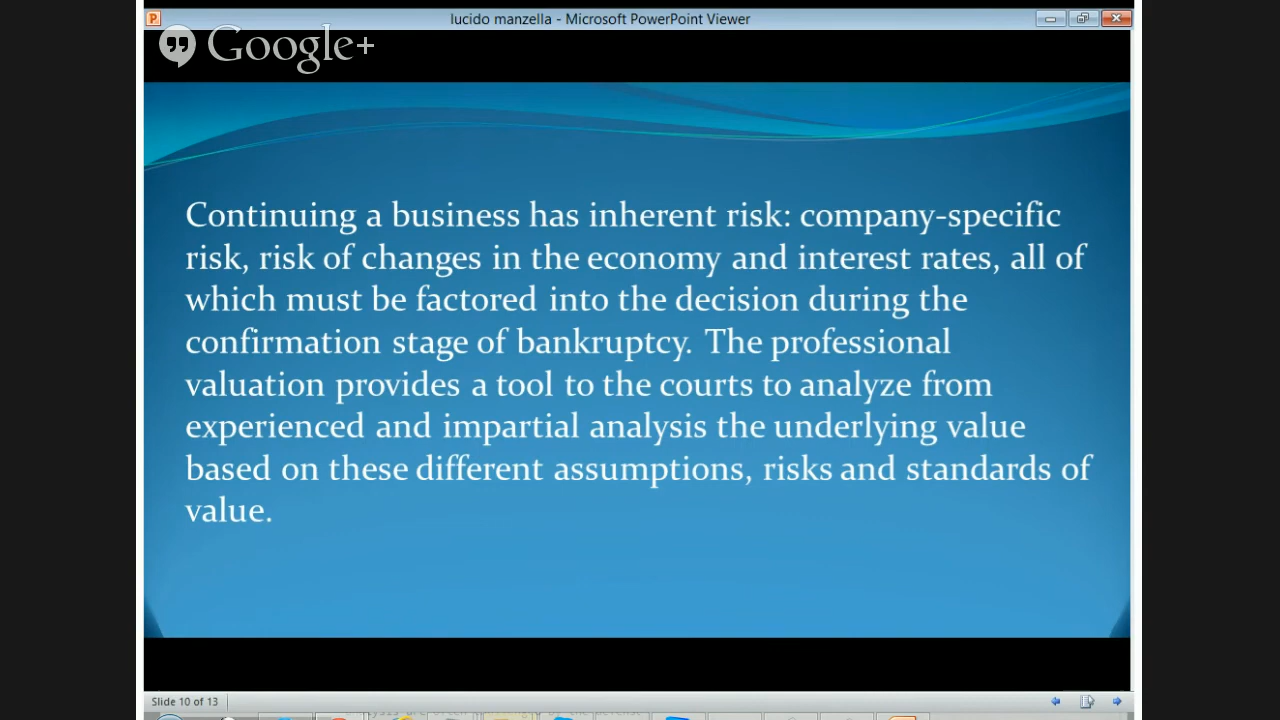 lucido manzella - Microsoft PowerPoint Viewer
Google+
Continuing a business has inherent risk: company-specific
risk, risk of changes in the economy and interest rates, all of
which must be factored into the decision during the
confirmation stage of bankruptcy. The professional
valuation provides a tool to the courts to analyze from
experienced and impartial analysis the underlying value
based on these different assumptions, risks and standards of
value.
Slide 10 of 13